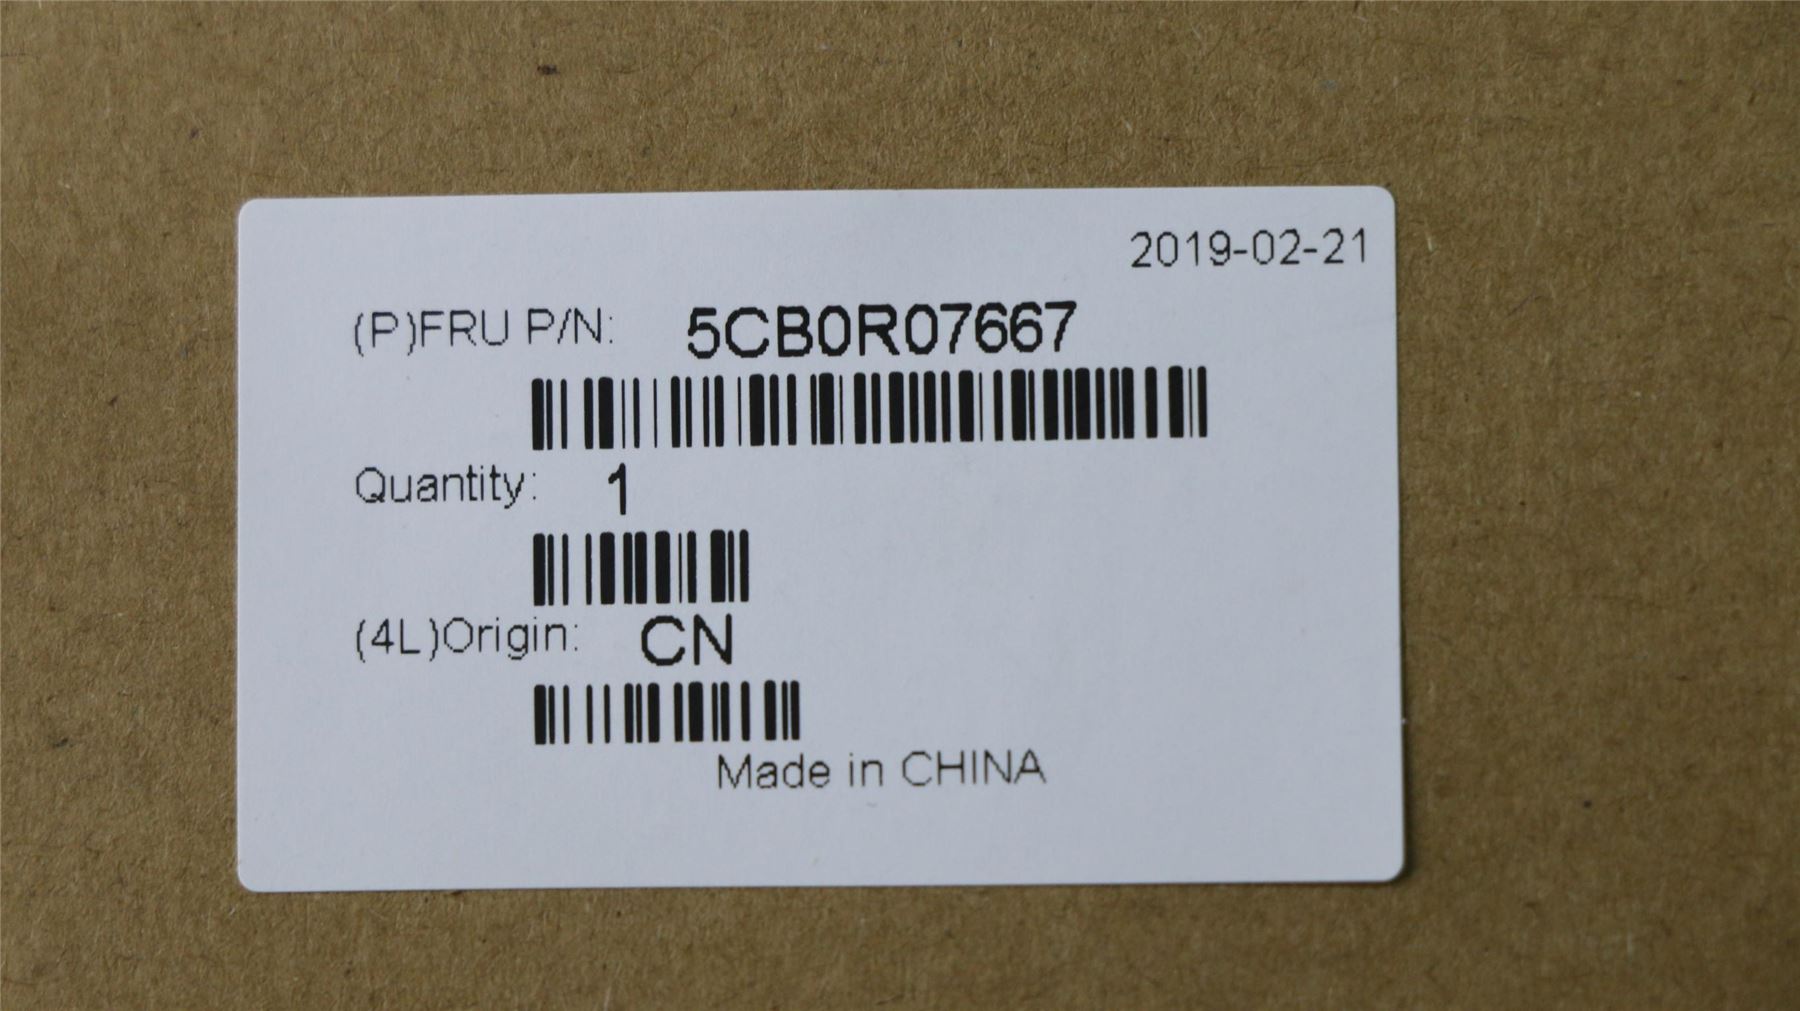 2019-02-21
(P)FRU P/N: 5CB0R07667
Quantity: 1
(4L)Origin: CN
Made in CHINA